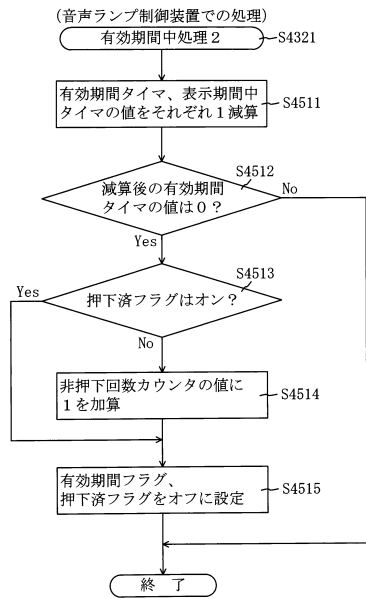 (音声ランプ制御装置での処理)
有効期間中処理2
S4321
有効期間タイマ、表示期間中
タイマの値をそれぞれ1減算
S4511
減算後の有効期間
タイマの値は0?
S4512
No
Yes
押下済フラグはオン?
S4513
Yes
No
非押下回数カウンタの値に
1を加算
S4514
有効期間フラグ、
押下済フラグをオフに設定
S4515
終 了